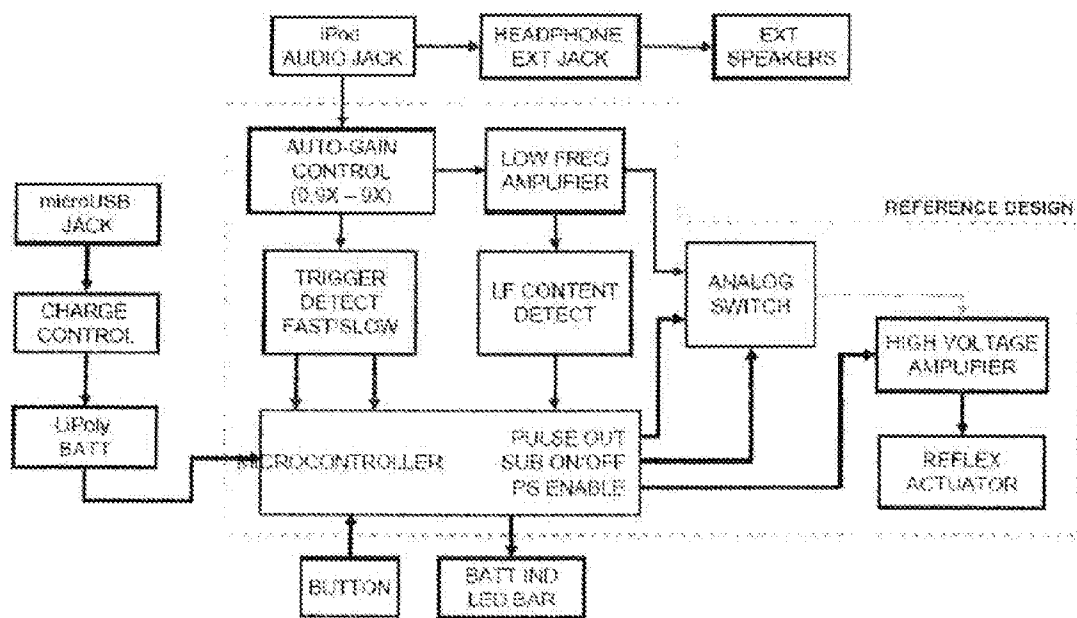 iPod
AUDIO JACK
HEADPHONE
EXT JACK
EXT
SPEAKERS
AUTO-GAIN
CONTROL
(0.9X – 9X)
LOW FREQ
AMPLIFIER
microUSB
JACK
REFERENCE DESIGN
TRIGGER
DETECT
FAST/SLOW
LF CONTENT
DETECT
ANALOG
SWITCH
CHARGE
CONTROL
HIGH VOLTAGE
AMPLIFIER
LiPoly
BATT
PULSE OUT
MICROCONTROLLER
SUB ON/OFF
PS ENABLE
REFLEX
ACTUATOR
BUTTON
BATT IND
LED BAR